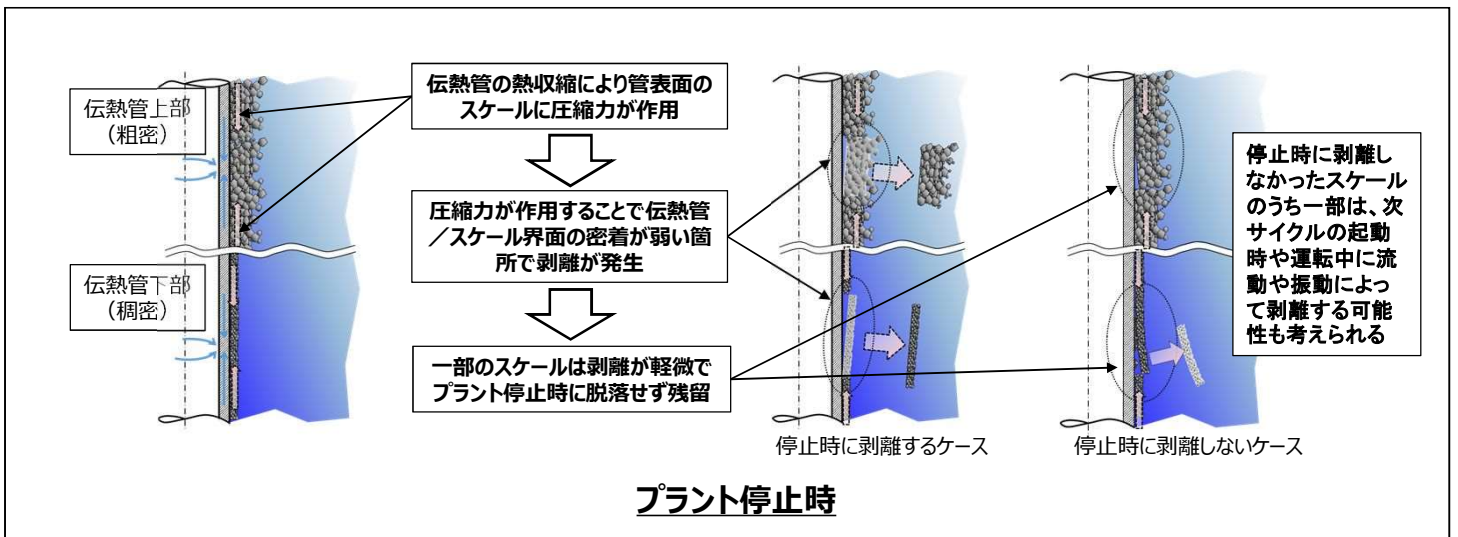 伝熱管上部
（粗密）
伝熱管下部
（稠密）
伝熱管の熱収縮により管表面の
スケールに圧縮力が作用
圧縮力が作用することで伝熱管
／スケール界面の密着が弱い箇
所で剥離が発生
一部のスケールは剥離が軽微で
プラント停止時に脱落せず残留
停止時に剥離するケース
停止時に剥離しないケース
停止時に剥離し
なかったスケール
のうち一部は、次
サイクルの起動
時や運転中に流
動や振動によっ
て剥離する可能
性も考えられる
プラント停止時